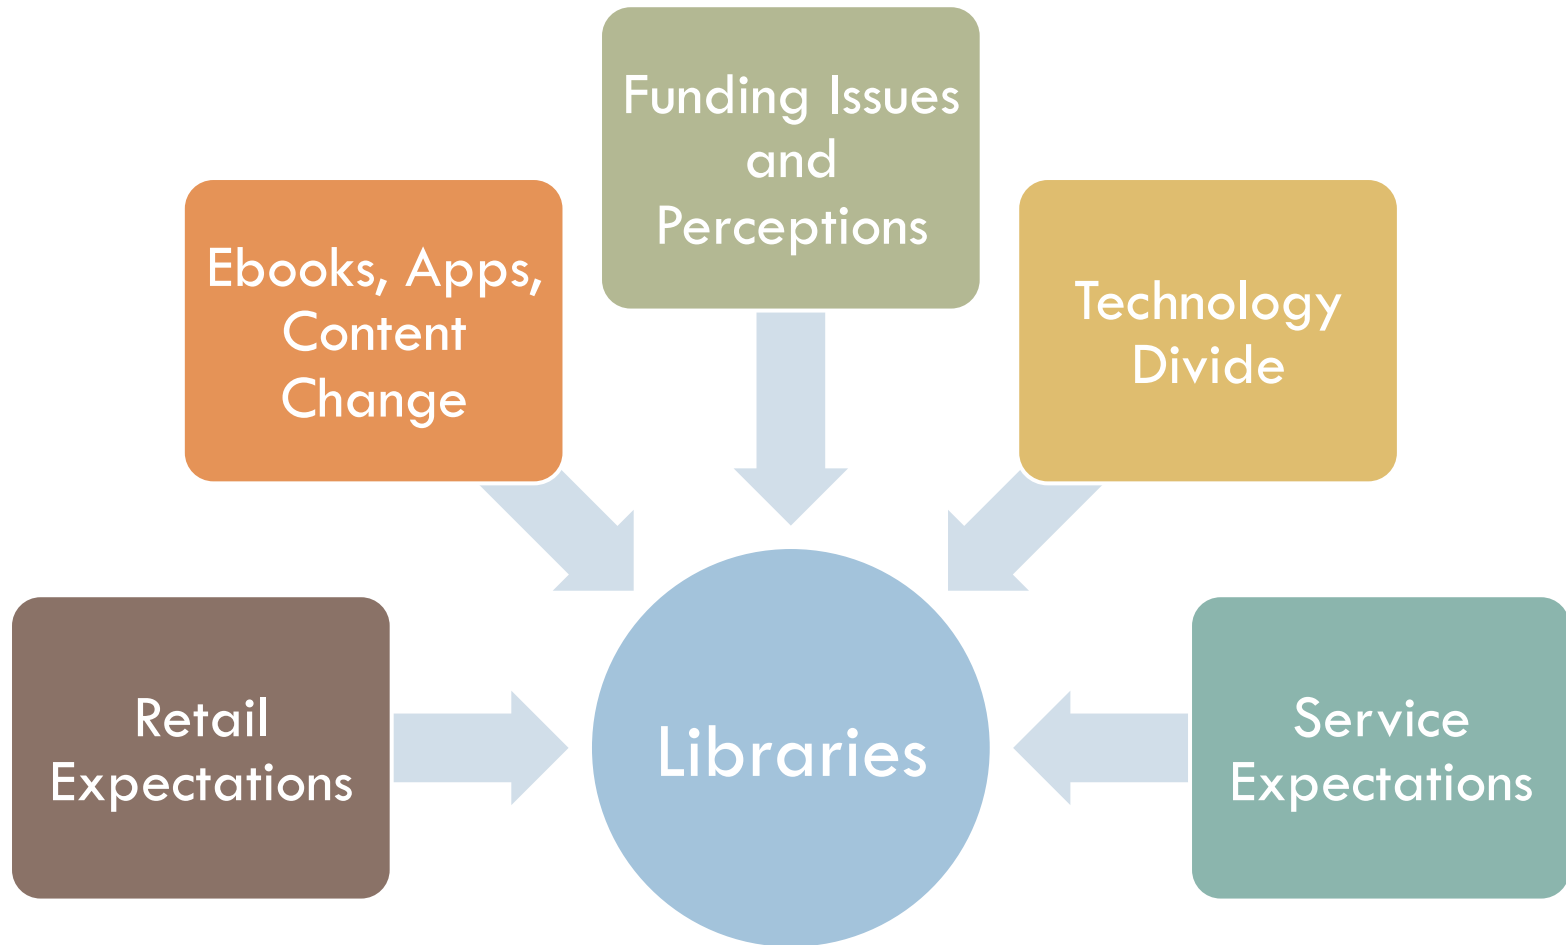 Funding Issues
and
Perceptions
Ebooks, Apps,
Content
Change
Technology
Divide
Retail
Expectations
Libraries
Service
Expectations